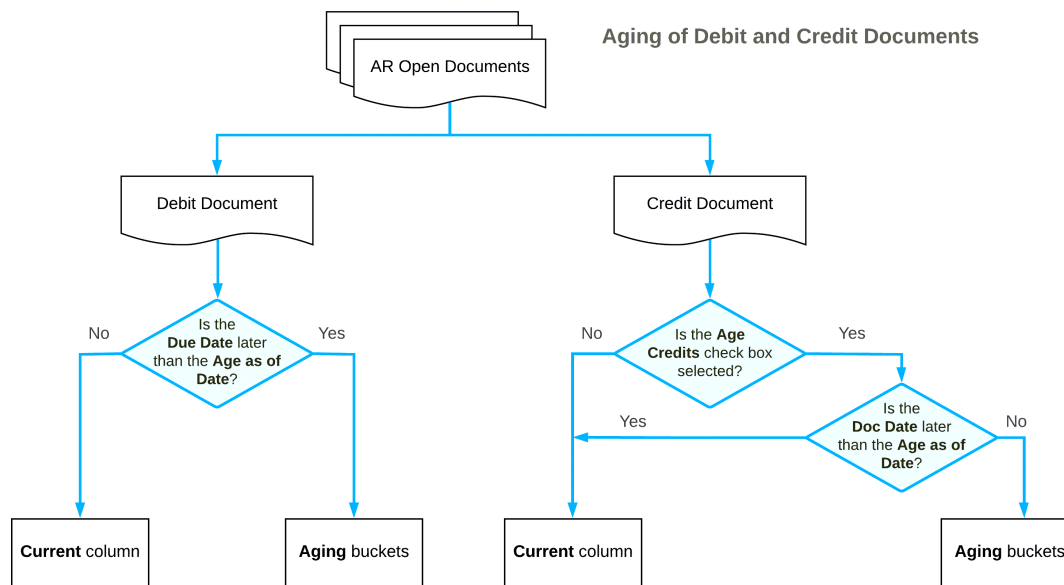 Aging of Debit and Credit Documents
AR Open Documents
Debit Document
Credit Document
No
Is the
Due Date later
than the Age as of
Date?
Yes
No
Is the Age
Credits check box
selected?
Yes
Yes
Is the
Doc Date later
than the Age as of
Date?
No
Current column
Aging buckets
Current column
Aging buckets